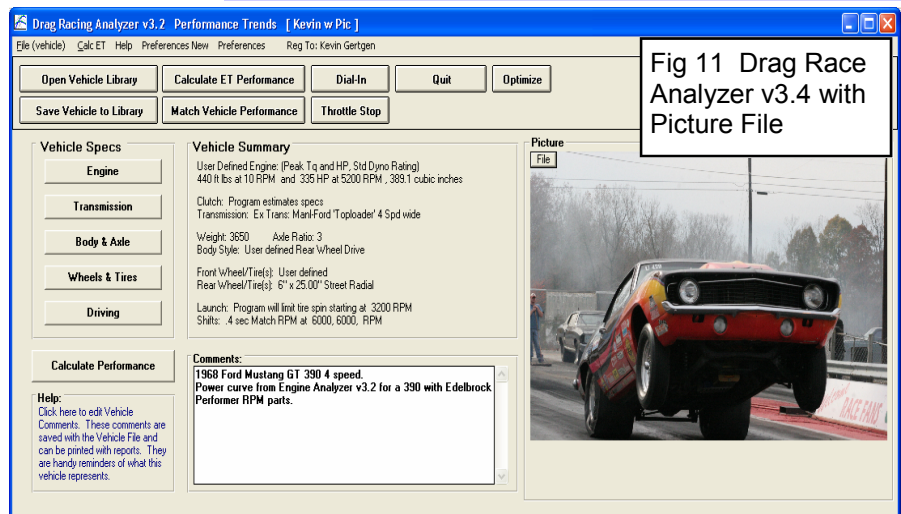 Drag Racing Analyzer v3.2 Performance Trends [ Kevin w Pic ]
File (vehicle) Calc ET Help Preferences New Preferences Reg To: Kevin Gertgen
Fig 11 Drag Race
Analyzer v3.4 with
Picture File
Open Vehicle Library Calculate ET Performance Dial-In Quit Optimize
Save Vehicle to Library Match Vehicle Performance Throttle Stop
Vehicle Specs
Engine
Transmission
Body & Axle
Wheels & Tires
Driving
Calculate Performance
Help:
Click here to edit Vehicle
Comments. These comments are
saved with the Vehicle File and
can be printed with reports. They
are handy reminders of what this
vehicle represents.
Vehicle Summary
User Defined Engine: (Peak Tq and HP, Std Dyno Rating)
440 ft lbs at 10 RPM and 335 HP at 5200 RPM , 389.1 cubic inches
Clutch: Program estimates specs
Transmission: Ex Trans: Manl-Ford 'Toploader' 4 Spd wide
Weight: 3650 Axle Ratio: 3
Body Style: User defined Rear Wheel Drive
Front Wheel/Tire(s): User defined
Rear Wheel/Tire(s): 6" x 25.00" Street Radial
Launch: Program will limit tire spin starting at 3200 RPM
Shifts: .4 sec Match RPM at 6000, 6000, RPM
Comments:
1968 Ford Mustang GT 390 4 speed.
Power curve from Engine Analyzer v3.2 for a 390 with Edelbrock
Performer RPM parts.
Picture
File
RACE FANS